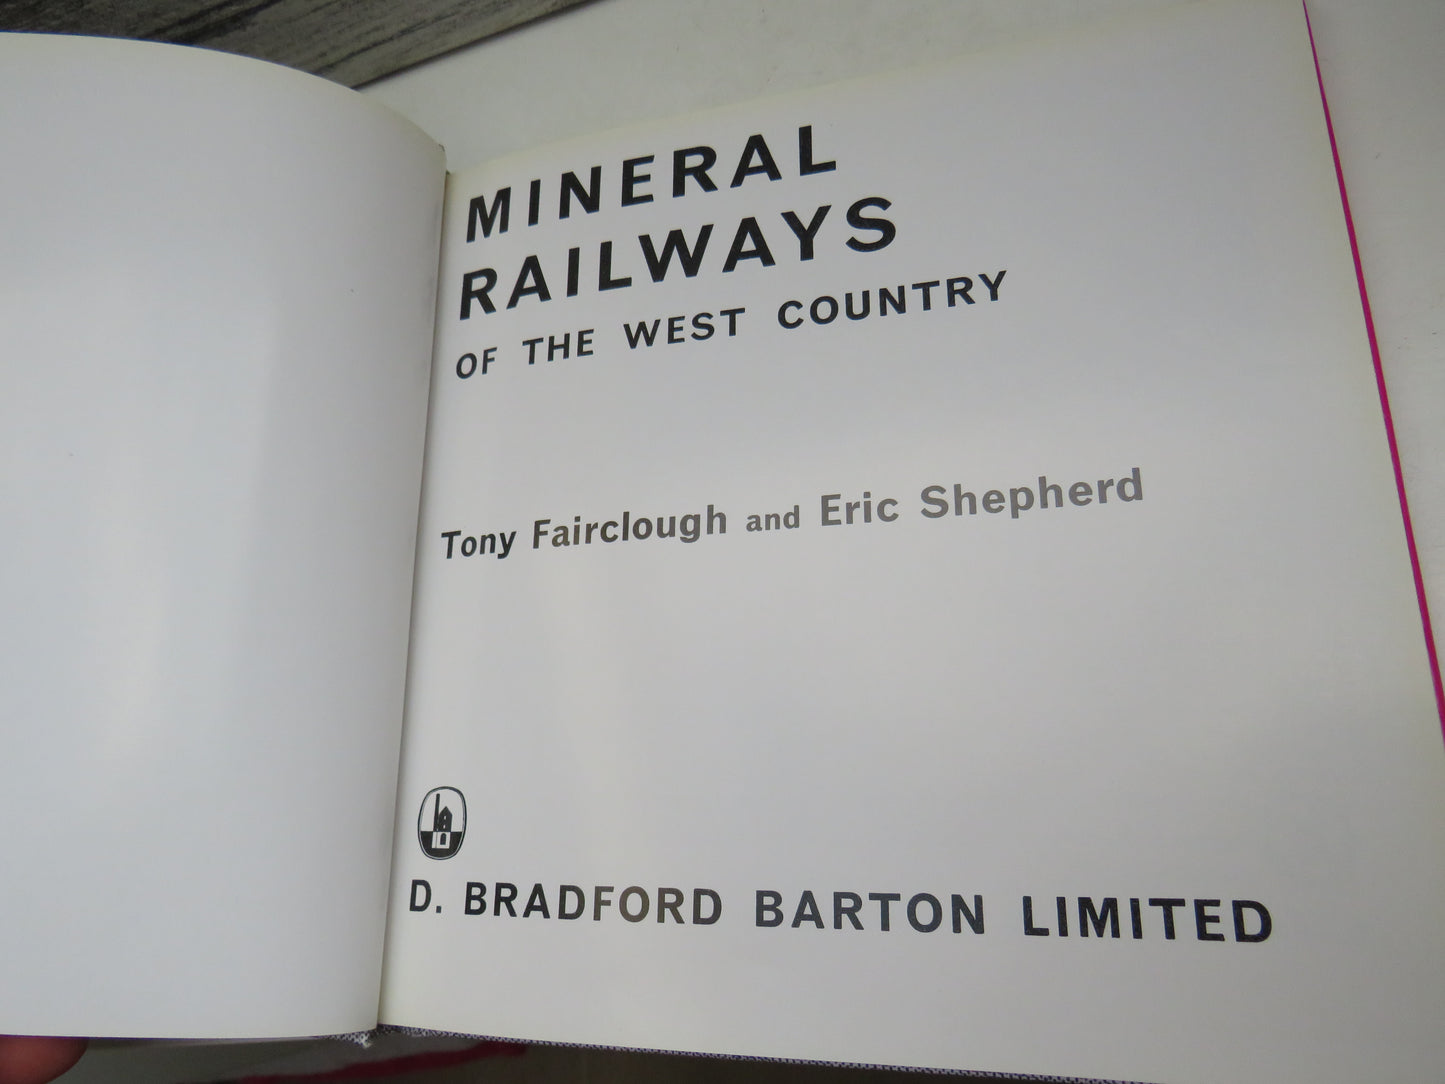 MINERAL
RAILWAYS
OF THE WEST COUNTRY
Tony Fairclough and Eric Shepherd
D. BRADFORD BARTON LIMITED